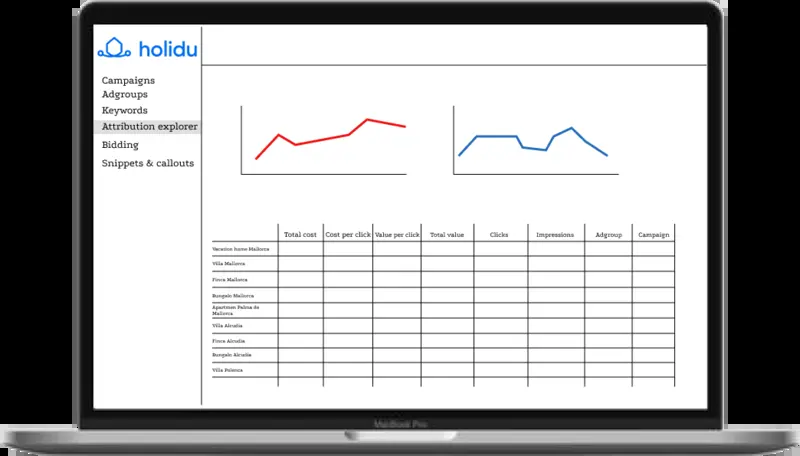 holidu
Campaigns
Adgroups
Keywords
Attribution explorer
Bidding
Snippets & callouts
Total cost Cost per click Value per click Total value Clicks Impressions Adgroup Campaign
Vacation home Mallorca
Villa Mallorca
Finca Mallorca
Bungalo Mallorca
Apartmen Palma de
Mallorca
Villa Alcudia
Finca Alcudia
Bungalo Alcudia
Villa Polenca
MacBook Pro